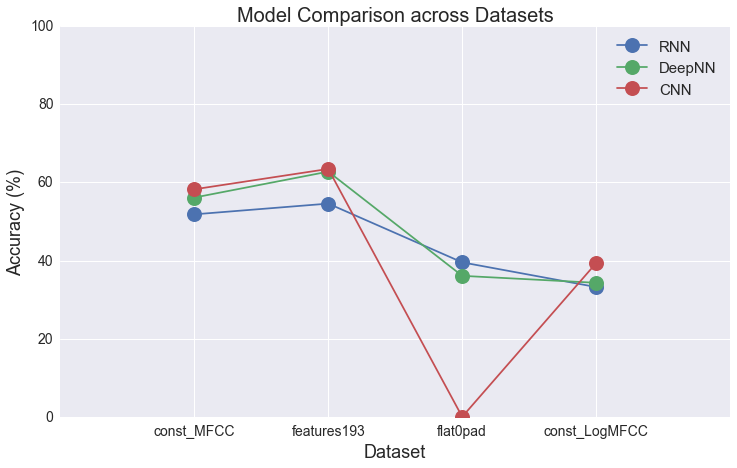 Model Comparison across Datasets
100
80
60
40
20
0
Accuracy (%)
RNN
DeepNN
CNN
const_MFCC
features193
flat0pad
const_LogMFCC
Dataset